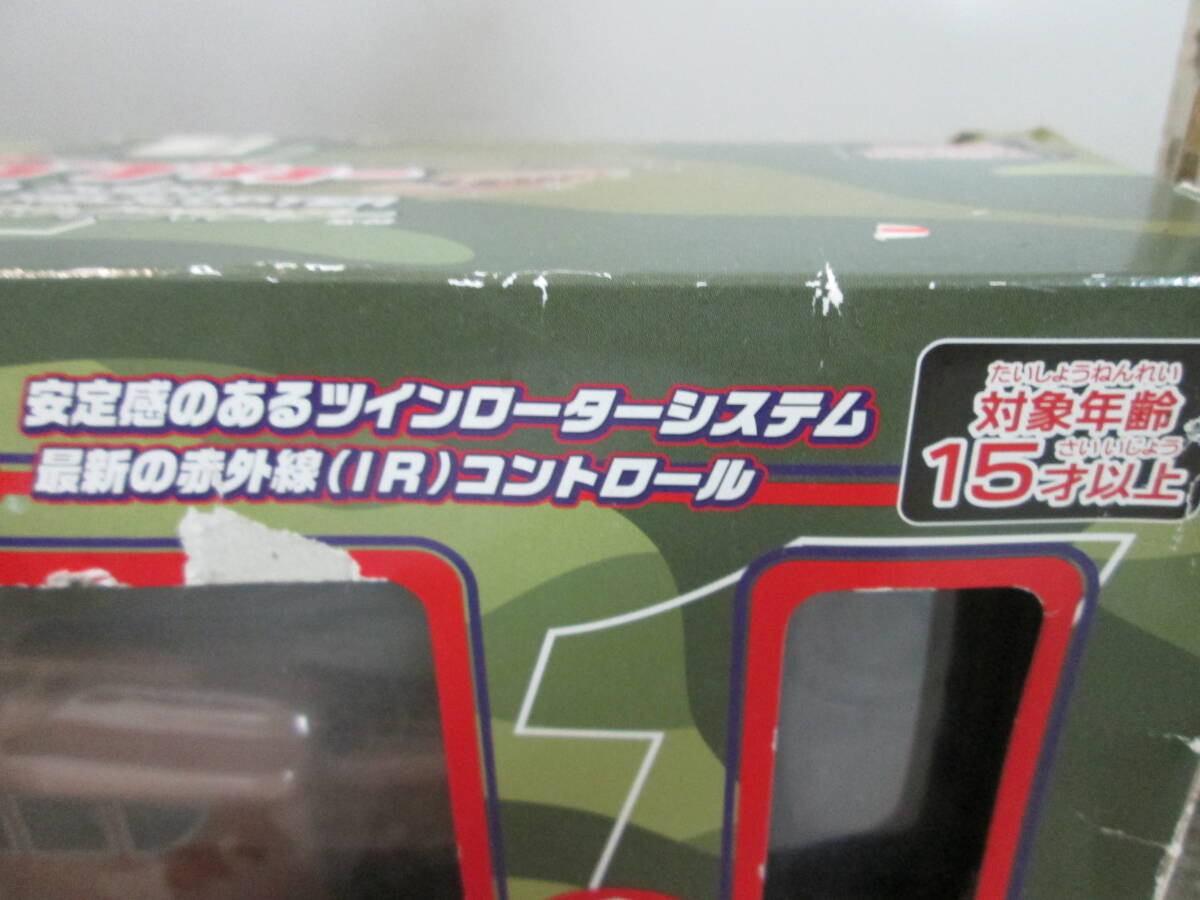 安定感のあるツインローターシステム
最新の赤外線(IR)コントロール
たいしょうねんれい
対象年齢
さいいじょう
15才以上